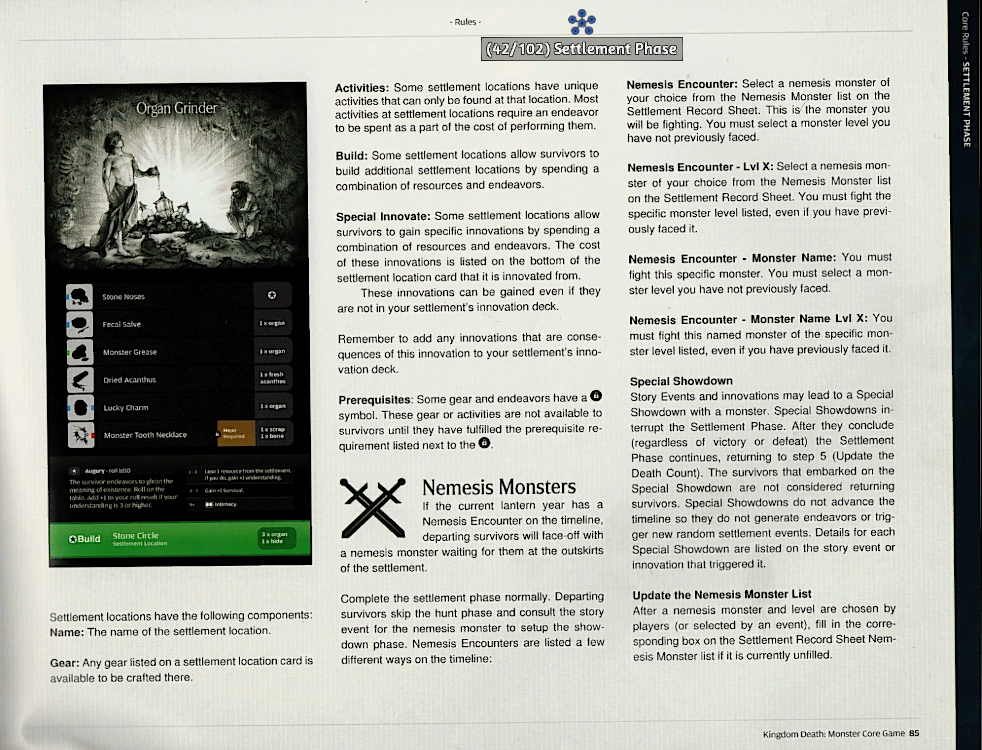 - Rules -
(42/102) Settlement Phase
Core Rules - SETTLEMENT PHASE
Organ Grinder
Stone Noses
Fecal Salve
1 x organ
Monster Grease
1 x organ
Dried Acanthus
1 x fresh
acanthus
Lucky Charm
1 x organ
Monster Tooth Necklace
Heat
Required
1 x scrap
1 x bone
Augury - roll 1d10
The survivor endeavors to glean the
meaning of existence. Roll on the
table. Add +1 to your roll result if your
understanding is 3 or higher.
Lose 1 resource from the settlement.
If you do, gain +1 understanding.
Gain +1 Survival.
8+
Intimacy.
Build
Stone Circle
Settlement Location
3 x organ
1 x hide
Settlement locations have the following components:
Name: The name of the settlement location.
Gear: Any gear listed on a settlement location card is
available to be crafted there.
Activities: Some settlement locations have unique
activities that can only be found at that location. Most
activities at settlement locations require an endeavor
to be spent as a part of the cost of performing them.
Build: Some settlement locations allow survivors to
build additional settlement locations by spending a
combination of resources and endeavors.
Special Innovate: Some settlement locations allow
survivors to gain specific innovations by spending a
combination of resources and endeavors. The cost
of these innovations is listed on the bottom of the
settlement location card that it is innovated from.
These innovations can be gained even if they
are not in your settlement's innovation deck.
Remember to add any innovations that are conse-
quences of this innovation to your settlement's inno-
vation deck.
Prerequisites: Some gear and endeavors have a
symbol. These gear or activities are not available to
survivors until they have fulfilled the prerequisite re-
quirement listed next to the .
Nemesis Monsters
If the current lantern year has a
Nemesis Encounter on the timeline,
departing survivors will face-off with
a nemesis monster waiting for them at the outskirts
of the settlement.
Complete the settlement phase normally. Departing
survivors skip the hunt phase and consult the story
event for the nemesis monster to setup the show-
down phase. Nemesis Encounters are listed a few
different ways on the timeline:
Nemesis Encounter: Select a nemesis monster of
your choice from the Nemesis Monster list on the
Settlement Record Sheet. This is the monster you
will be fighting. You must select a monster level you
have not previously faced.
Nemesis Encounter - Lvl X: Select a nemesis mon-
ster of your choice from the Nemesis Monster list
on the Settlement Record Sheet. You must fight the
specific monster level listed, even if you have previ-
ously faced it.
Nemesis Encounter - Monster Name: You must
fight this specific monster. You must select a mon-
ster level you have not previously faced.
Nemesis Encounter - Monster Name Lvl X: You
must fight this named monster of the specific mon-
ster level listed, even if you have previously faced it.
Special Showdown
Story Events and innovations may lead to a Special
Showdown with a monster. Special Showdowns in-
terrupt the Settlement Phase. After they conclude
(regardless of victory or defeat) the Settlement
Phase continues, returning to step 5 (Update the
Death Count). The survivors that embarked on the
Special Showdown are not considered returning
survivors. Special Showdowns do not advance the
timeline so they do not generate endeavors or trig-
ger new random settlement events. Details for each
Special Showdown are listed on the story event or
innovation that triggered it.
Update the Nemesis Monster List
After a nemesis monster and level are chosen by
players (or selected by an event), fill in the corre-
sponding box on the Settlement Record Sheet Nem-
esis Monster list if it is currently unfilled.
Kingdom Death: Monster Core Game 85